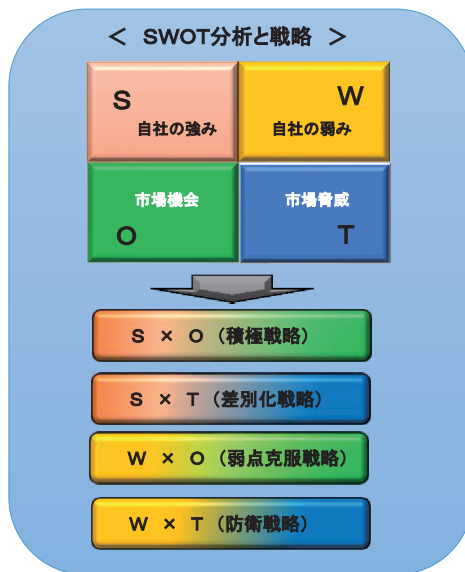 ＜ SWOT分析と戦略 ＞
S
自社の強み
W
自社の弱み
市場機会
O
市場脅威
T
S × O（積極戦略）
S × T（差別化戦略）
W × O（弱点克服戦略）
W × T（防衛戦略）